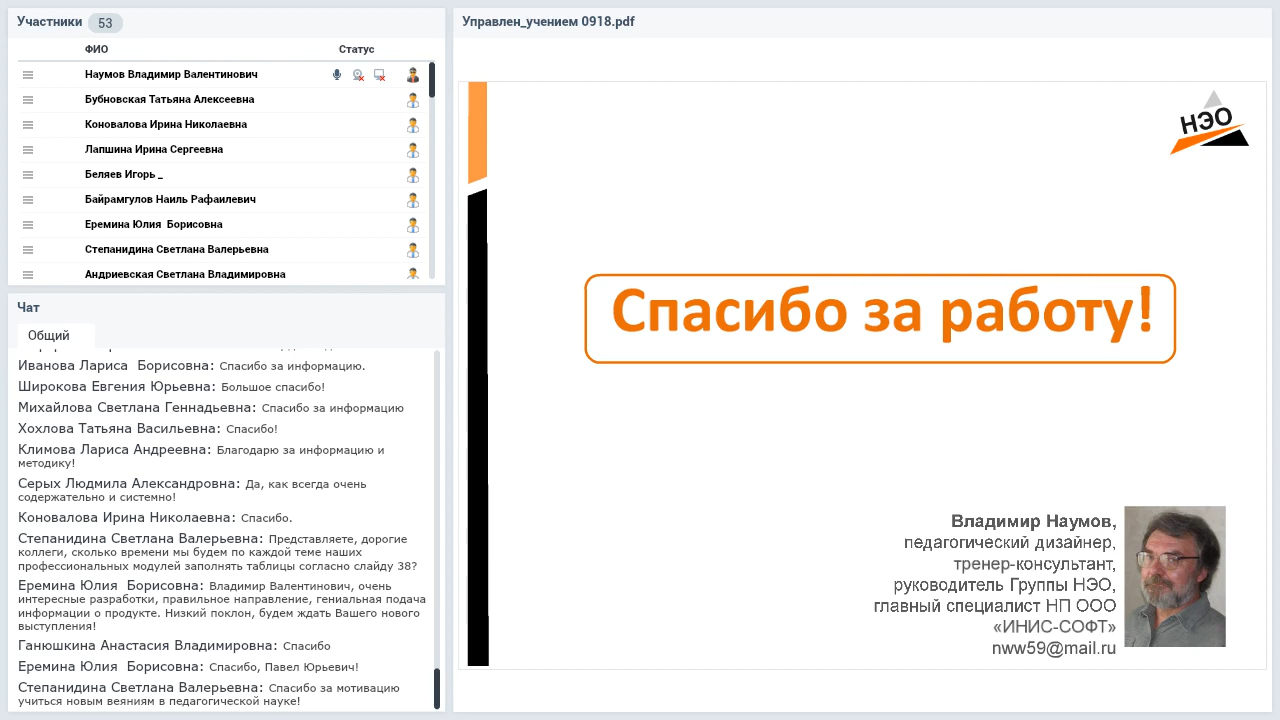 Участники 53
ФИО Статус
Наумов Владимир Валентинович
Бубновская Татьяна Алексеевна
Коновалова Ирина Николаевна
Лапшина Ирина Сергеевна
Беляев Игорь _
Байрамгулов Наиль Рафаилевич
Еремина Юлия  Борисовна
Степанидина Светлана Валерьевна
Андриевская Светлана Владимировна
Чат
Общий
Иванова Лариса  Борисовна: Спасибо за информацию.
Широкова Евгения Юрьевна: Большое спасибо!
Михайлова Светлана Геннадьевна: Спасибо за информацию
Хохлова Татьяна Васильевна: Спасибо!
Климова Лариса Андреевна: Благодарю за информацию и
методику!
Серых Людмила Александровна: Да, как всегда очень
содержательно и системно!
Коновалова Ирина Николаевна: Спасибо.
Степанидина Светлана Валерьевна: Представляете, дорогие
коллеги, сколько времени мы будем по каждой теме наших
профессиональных модулей заполнять таблицы согласно слайду 38?
Еремина Юлия  Борисовна: Владимир Валентинович, очень
интересные разработки, правильное направление, гениальная подача
информации о продукте. Низкий поклон, будем ждать Вашего нового
выступления!
Ганюшкина Анастасия Владимировна: Спасибо
Еремина Юлия  Борисовна: Спасибо, Павел Юрьевич!
Степанидина Светлана Валерьевна: Спасибо за мотивацию
учиться новым веяниям в педагогической науке!
Управлен_учением 0918.pdf
НЭО
Спасибо за работу!
Владимир Наумов,
педагогический дизайнер,
тренер-консультант,
руководитель Группы НЭО,
главный специалист НП ООО
«ИНИС-СОФТ»
nww59@mail.ru